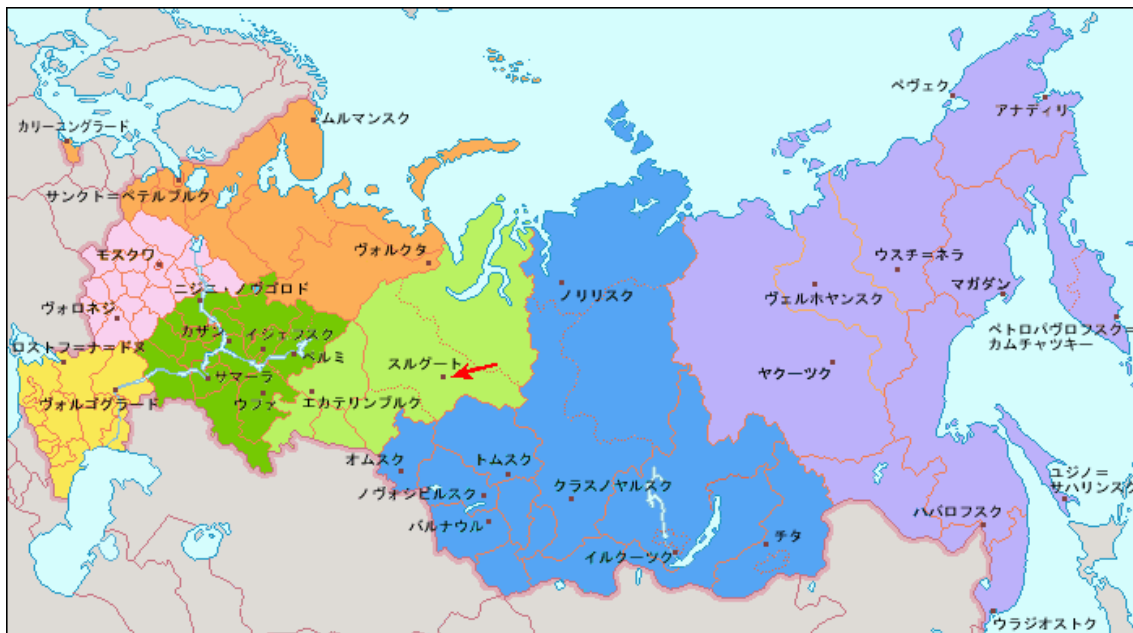 ペヴェク
アナディリ
ムルマンスク
カリーニングラード
サンクト=ペテルブルク
モスクワ
ヴォルクタ
ウスチ=ネラ
マガダン
ニジニ・ノヴゴロド
ノリリスク
ヴェルホヤンスク
ヴォロネジ
ペトロパヴロフスク=
カムチャツキー
カザン
イジェフスク
ロストフ=ナ=ドヌ
ペルミ
スルグート
ヤクーツク
サマーラ
ヴォルゴグラード
ウファ
エカテリンブルク
オムスク
トムスク
ユジノ=
サハリンスク
ノヴォシビルスク
クラスノヤルスク
バルナウル
ハバロフスク
チタ
イルクーツク
ウラジオストク